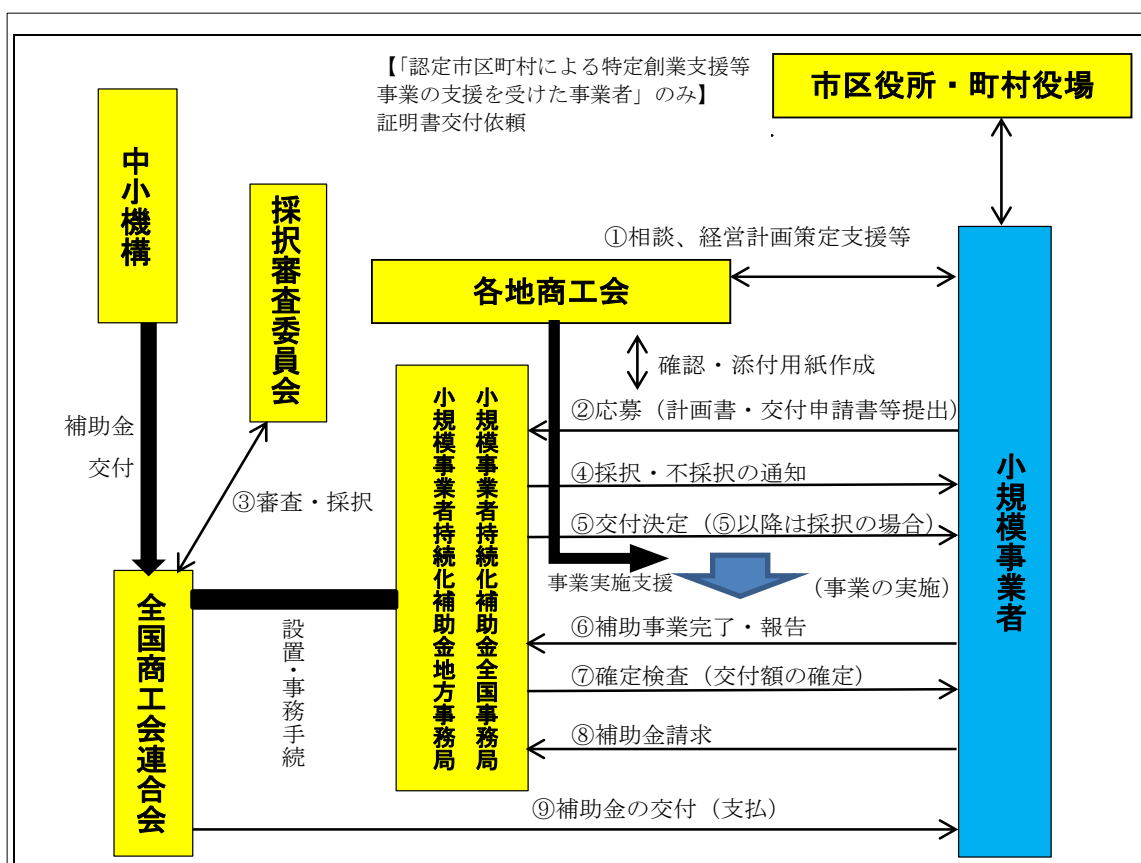 【「認定市区町村による特定創業支援等
事業の支援を受けた事業者」のみ】
証明書交付依頼
市区役所・町村役場
中小機構
採択審査委員会
①相談、経営計画策定支援等
各地商工会
確認・添付用紙作成
補助金
交付
③審査・採択
小規模事業者持続化補助金全国事務局
小規模事業者持続化補助金地方事務局
②応募（計画書・交付申請書等提出）
④採択・不採択の通知
⑤交付決定（⑤以降は採択の場合）
事業実施支援
（事業の実施）
小規模事業者
全国商工会連合会
設置・事務手続
⑥補助事業完了・報告
⑦確定検査（交付額の確定）
⑧補助金請求
⑨補助金の交付（支払）